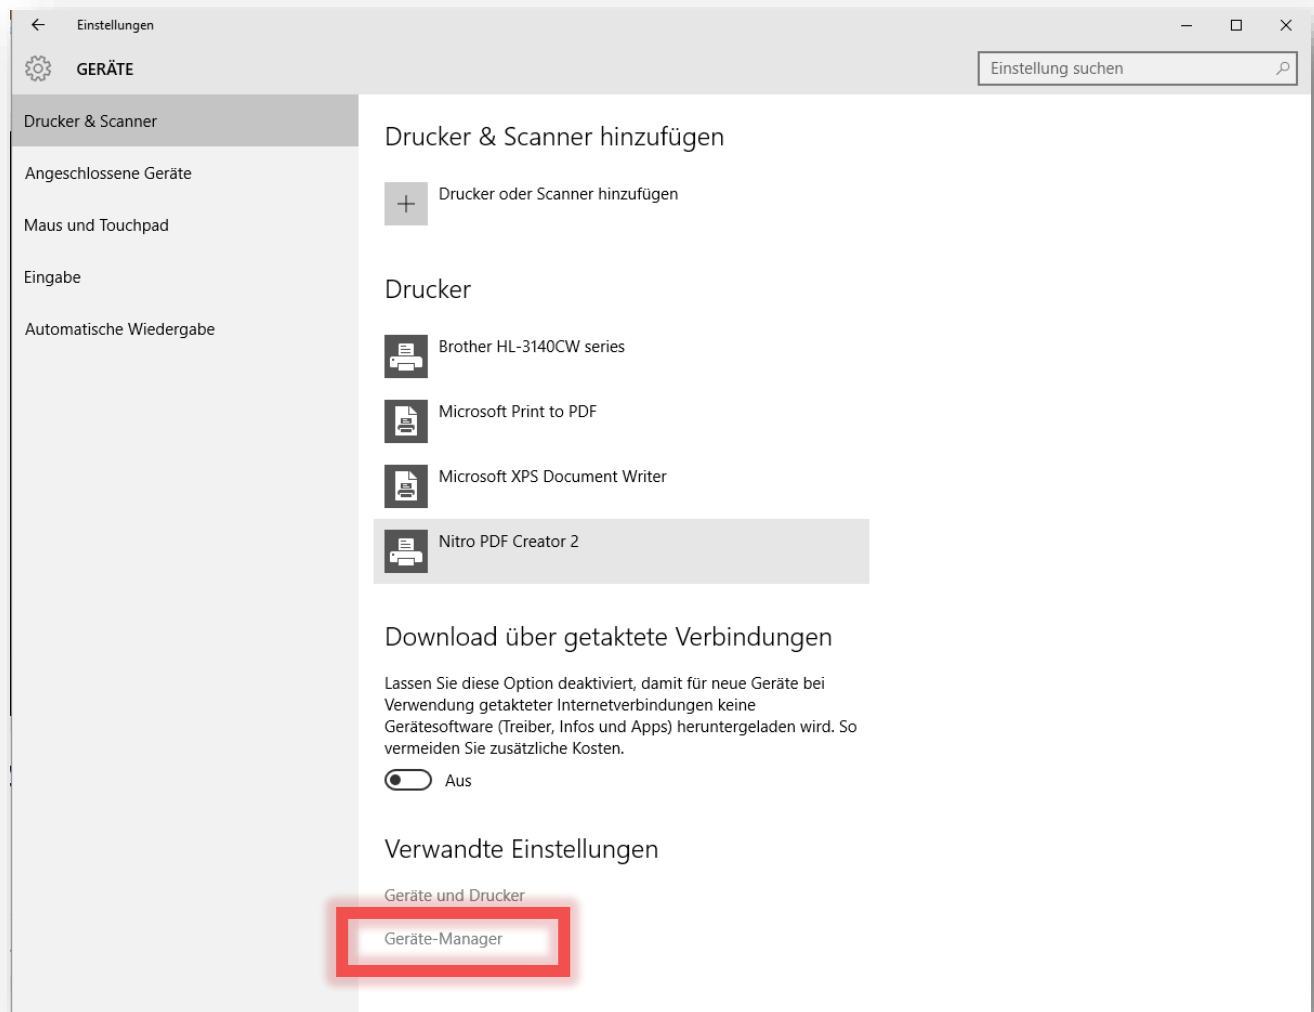 Einstellungen
GERÄTE
Einstellung suchen
Drucker & Scanner
Angeschlossene Geräte
Maus und Touchpad
Eingabe
Automatische Wiedergabe
Drucker & Scanner hinzufügen
Drucker oder Scanner hinzufügen
Drucker
Brother HL-3140CW series
Microsoft Print to PDF
Microsoft XPS Document Writer
Nitro PDF Creator 2
Download über getaktete Verbindungen
Lassen Sie diese Option deaktiviert, damit für neue Geräte bei
Verwendung getakteter Internetverbindungen keine
Gerätesoftware (Treiber, Infos und Apps) heruntergeladen wird. So
vermeiden Sie zusätzliche Kosten.
Aus
Verwandte Einstellungen
Geräte und Drucker
Geräte-Manager